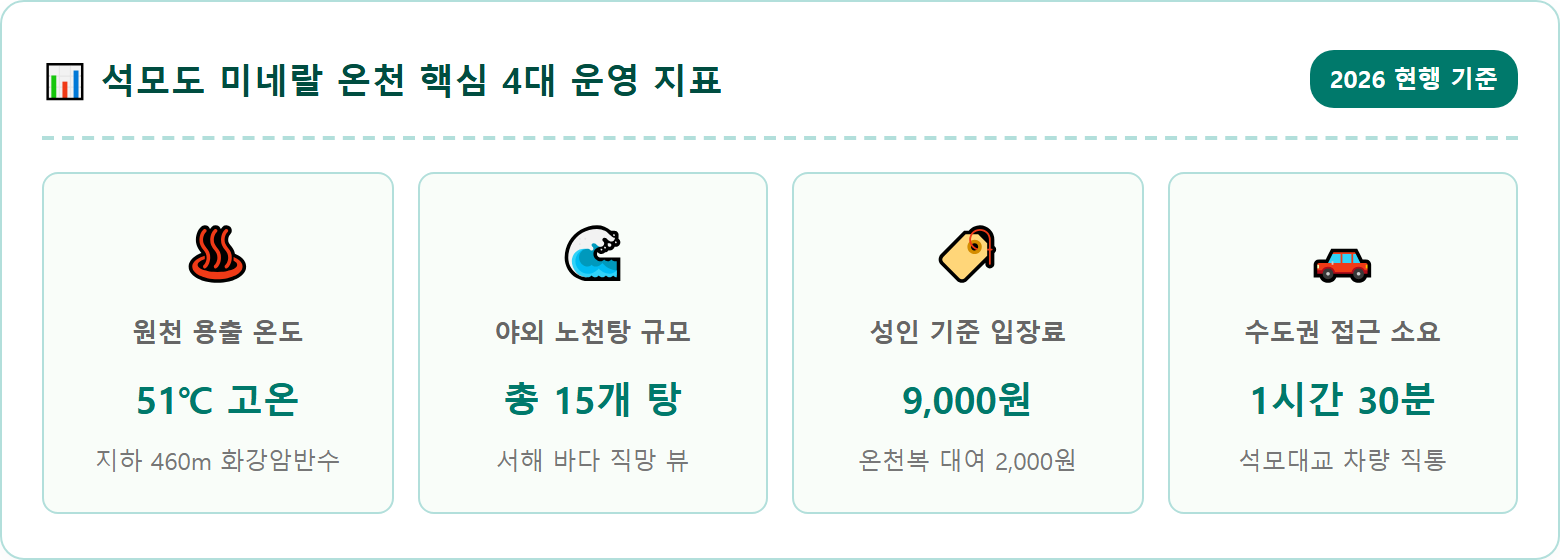 석모도 미네랄 온천 핵심 4대 운영 지표
2026 현행 기준
원천 용출 온도
51℃ 고온
지하 460m 화강암반수
야외 노천탕 규모
총 15개 탕
서해 바다 직망 뷰
성인 기준 입장료
9,000원
온천복 대여 2,000원
수도권 접근 소요
1시간 30분
석모대교 차량 직통